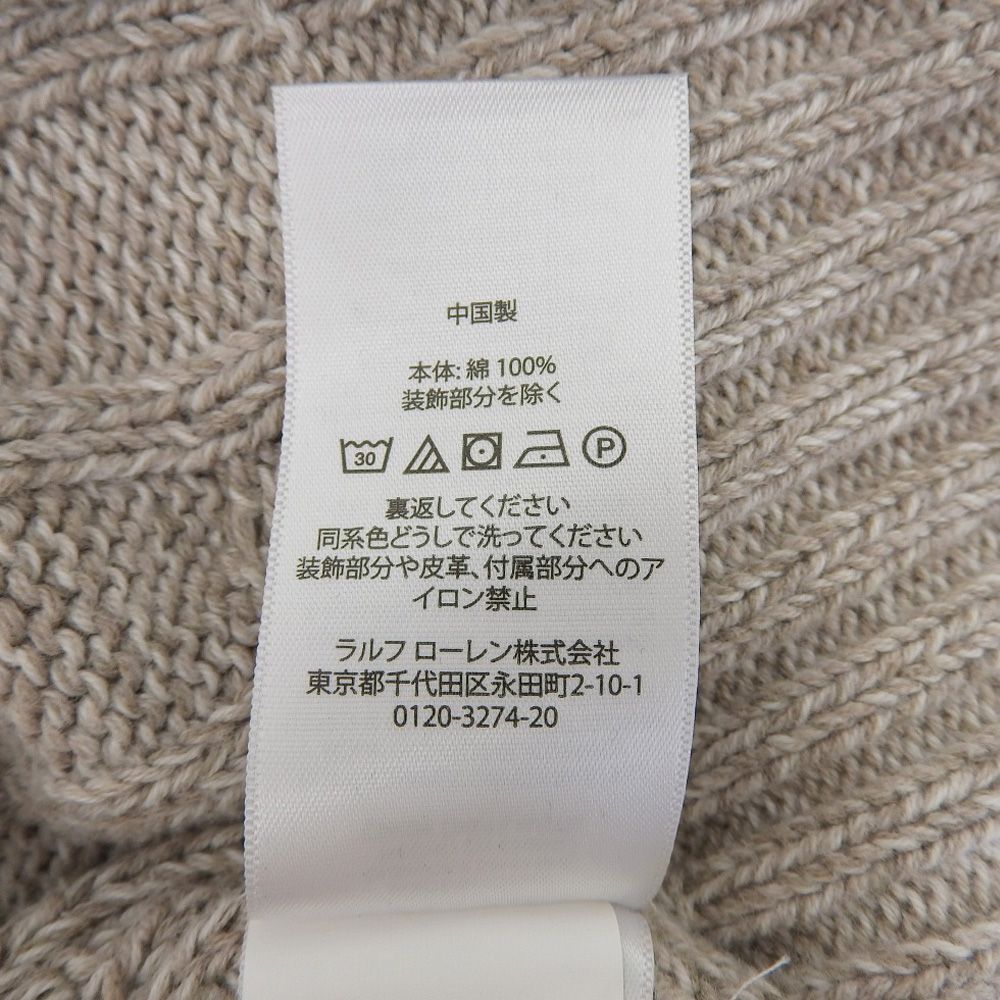 中国製
本体: 綿 100%
装飾部分を除く
30 P
裏返してください
同系色どうしで洗ってください
装飾部分や皮革、付属部分へのア
イロン禁止
ラルフ ローレン株式会社
東京都千代田区永田町2-10-1
0120-3274-20